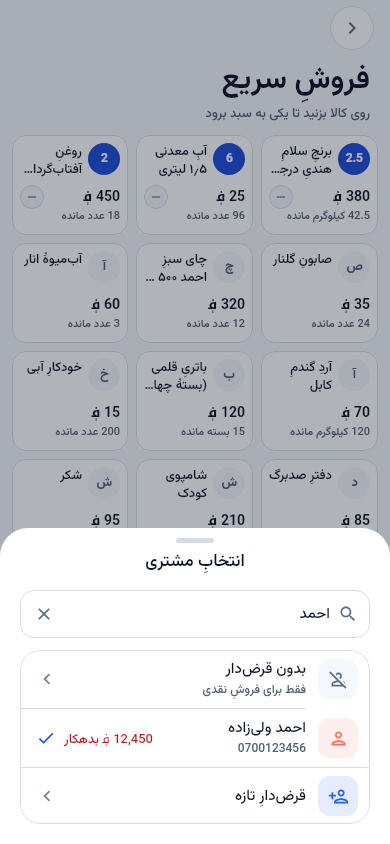 فروشِ سریع
روی کالا بزنید تا یکی به سبد برود
2.5
برنجِ سلامِ هندیِ درج...
380 ؋
42.5 کیلوگرم مانده
6
آبِ معدنی ۱٫۵ لیتری
25 ؋
96 عدد مانده
2
روغنِ آفتاب‌گردا...
450 ؋
18 عدد مانده
ص
صابونِ گلنار
35 ؋
24 عدد مانده
چ
چای سبزِ احمد ۵۰۰ ...
320 ؋
12 عدد مانده
آ
آب‌میوهٔ انار
60 ؋
3 عدد مانده
آ
آردِ گندمِ کابل
70 ؋
120 کیلوگرم مانده
ب
باتریِ قلمی (بستهٔ چها...
120 ؋
15 بسته مانده
خ
خودکارِ آبی
15 ؋
200 عدد مانده
د
دفترِ صدبرگ
85 ؋
ش
شامپوی کودک
210 ؋
ش
شکر
95 ؋
انتخابِ مشتری
احمد
بدون قرض‌دار
فقط برای فروشِ نقدی
احمد ولی‌زاده
0700123456
12,450 ؋ بدهکار
قرض‌دارِ تازه